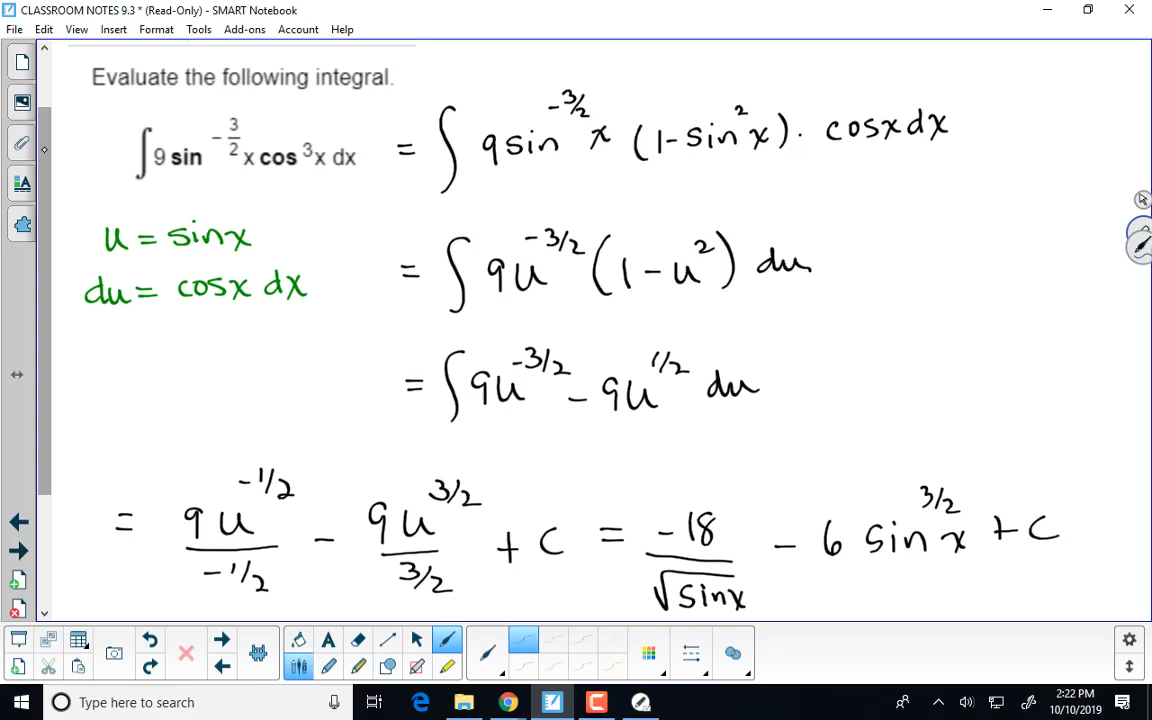 CLASSROOM NOTES 9.3 * (Read-Only) - SMART Notebook
File Edit View Insert Format Tools Add-ons Account Help
Evaluate the following integral.
∫ 9 sin^(-3/2) x cos ^3 x dx = ∫ 9 sin^(-3/2) x (1 - sin^2 x) · cosx dx
u = sinx
du = cosx dx
= ∫ 9u^(-3/2) (1 - u^2) du
= ∫ 9u^(-3/2) - 9u^(1/2) du
= 9u^(-1/2) / (-1/2) - 9u^(3/2) / (3/2) + C = -18 / √sinx - 6 sin^(3/2) x + C
Type here to search
2:22 PM
10/10/2019